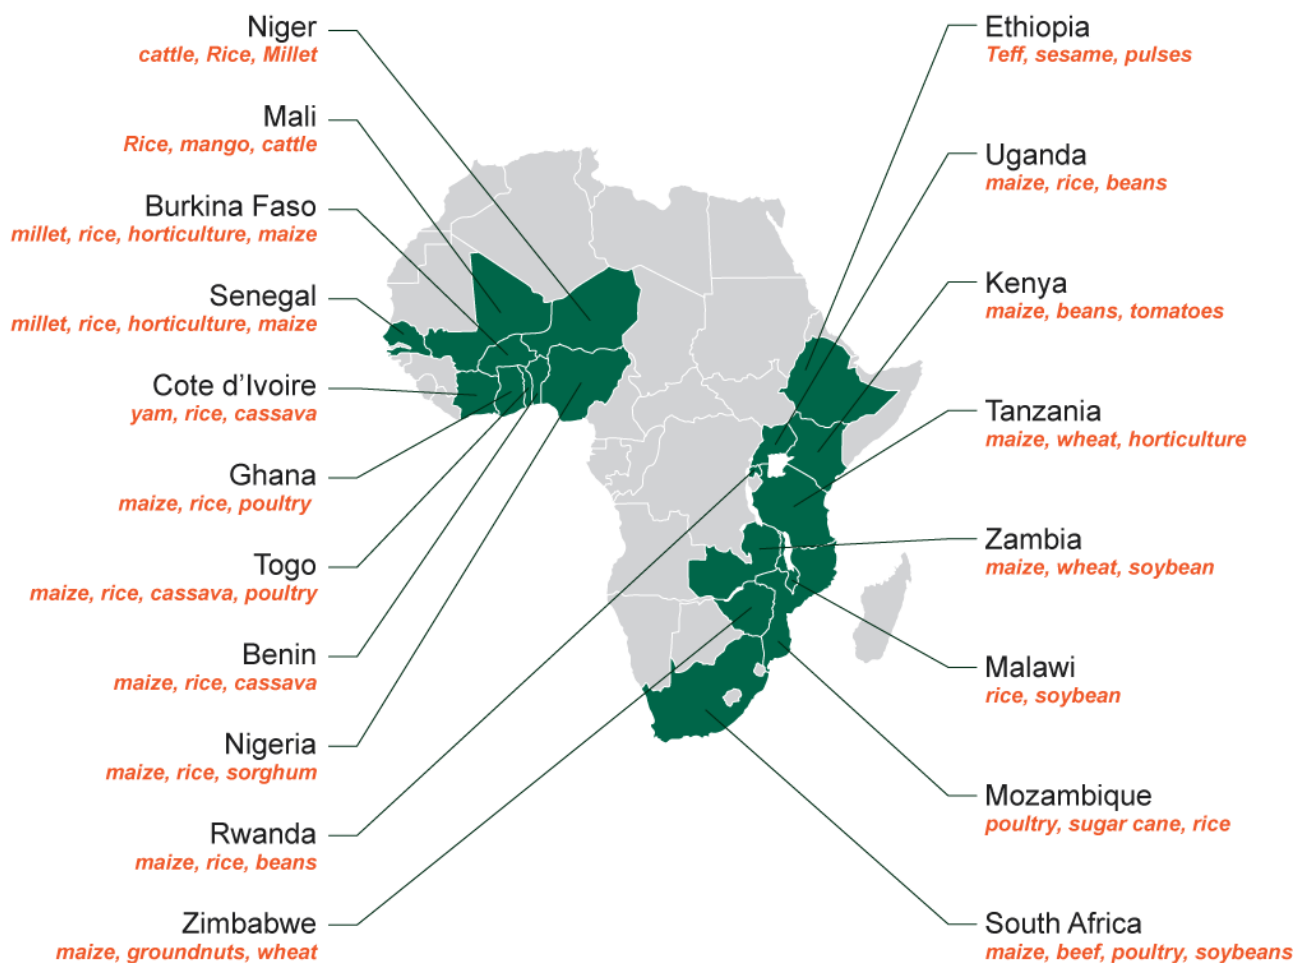 Niger
cattle, Rice, Millet
Mali
Rice, mango, cattle
Burkina Faso
millet, rice, horticulture, maize
Senegal
millet, rice, horticulture, maize
Cote d'Ivoire
yam, rice, cassava
Ghana
maize, rice, poultry
Togo
maize, rice, cassava, poultry
Benin
maize, rice, cassava
Nigeria
maize, rice, sorghum
Rwanda
maize, rice, beans
Zimbabwe
maize, groundnuts, wheat
Ethiopia
Teff, sesame, pulses
Uganda
maize, rice, beans
Kenya
maize, beans, tomatoes
Tanzania
maize, wheat, horticulture
Zambia
maize, wheat, soybean
Malawi
rice, soybean
Mozambique
poultry, sugar cane, rice
South Africa
maize, beef, poultry, soybeans